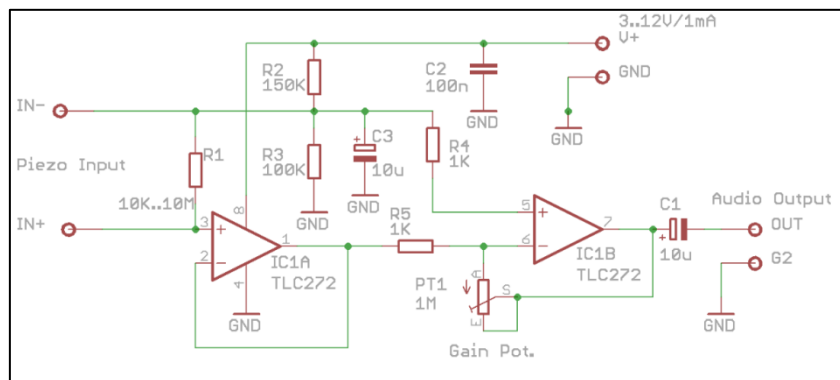 3..12V/1mA
V+
R2
150K
C2
100n
GND
GND
GND
IN-
Piezo Input
R1
10K..10M
R3
100K
GND
+
C3
10u
GND
R4
1K
IN+
8
3
+
2
-
1
4
IC1A
TLC272
GND
R5
1K
5
+
6
-
7
IC1B
TLC272
C1
+
10u
Audio Output
OUT
G2
GND
PT1
1M
A
S
E
Gain Pot.